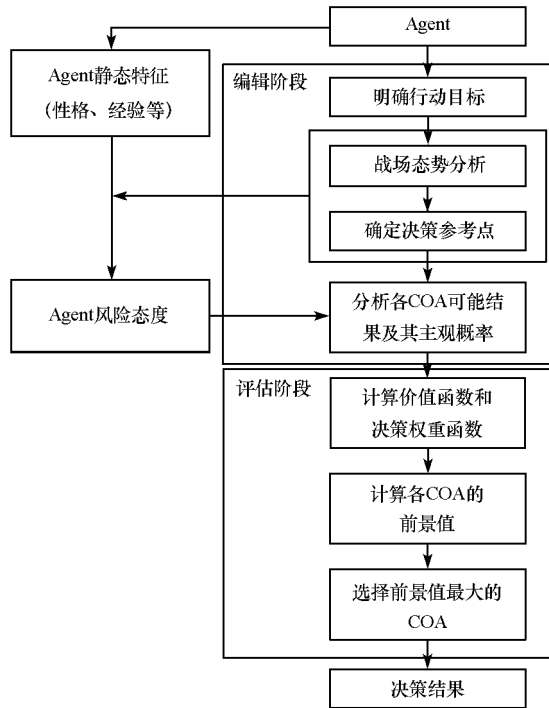 Agent
Agent静态特征
(性格、经验等)
编辑阶段
明确行动目标
战场态势分析
确定决策参考点
Agent风险态度
分析各COA可能结
果及其主观概率
评估阶段
计算价值函数和
决策权重函数
计算各COA的
前景值
选择前景值最大的
COA
决策结果